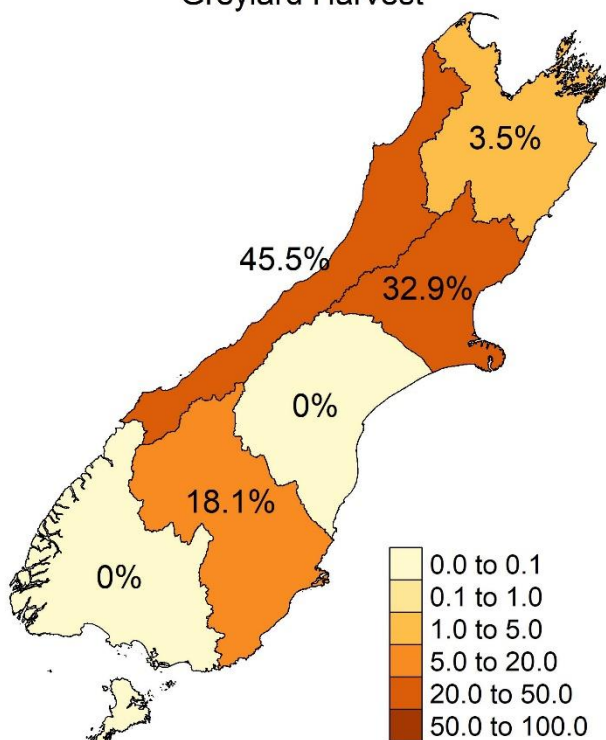 Greylard Harvest
3.5%
45.5%
32.9%
0%
18.1%
0%
0.0 to 0.1
0.1 to 1.0
1.0 to 5.0
5.0 to 20.0
20.0 to 50.0
50.0 to 100.0